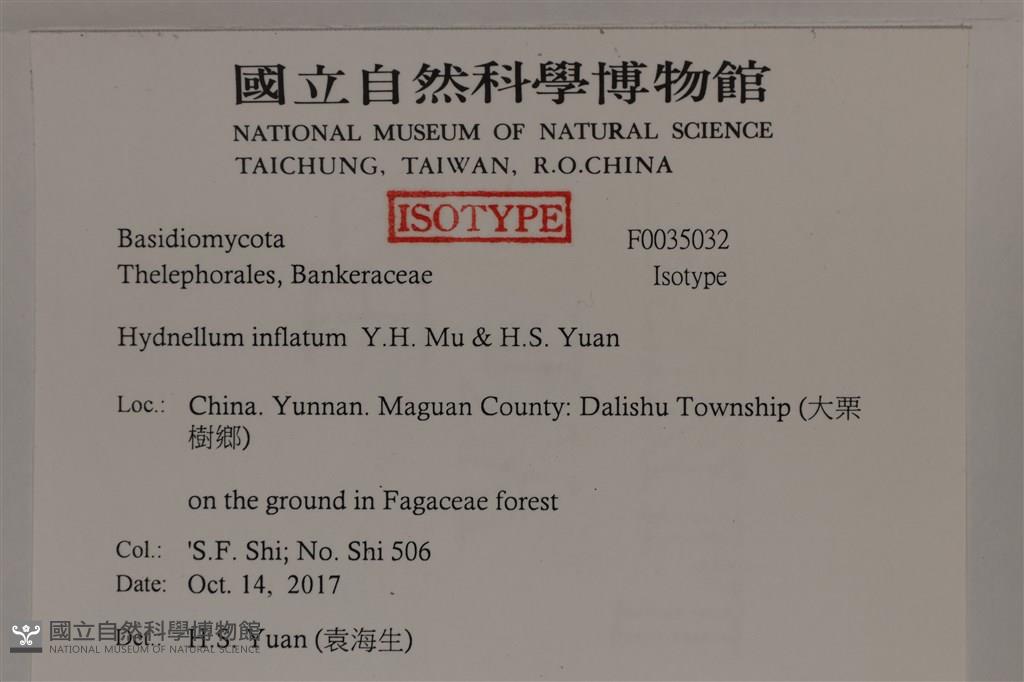 國立自然科學博物館
NATIONAL MUSEUM OF NATURAL SCIENCE
TAICHUNG, TAIWAN, R.O.CHINA
ISOTYPE
Basidiomycota F0035032
Thelephorales, Bankeraceae Isotype
Hydnellum inflatum Y.H. Mu & H.S. Yuan
Loc.: China. Yunnan. Maguan County: Dalishu Township (大栗
樹鄉)
on the ground in Fagaceae forest
Col.: 'S.F. Shi; No. Shi 506
Date: Oct. 14, 2017
Det.: H.S. Yuan (袁海生)
國立自然科學博物館
NATIONAL MUSEUM OF NATURAL SCIENCE